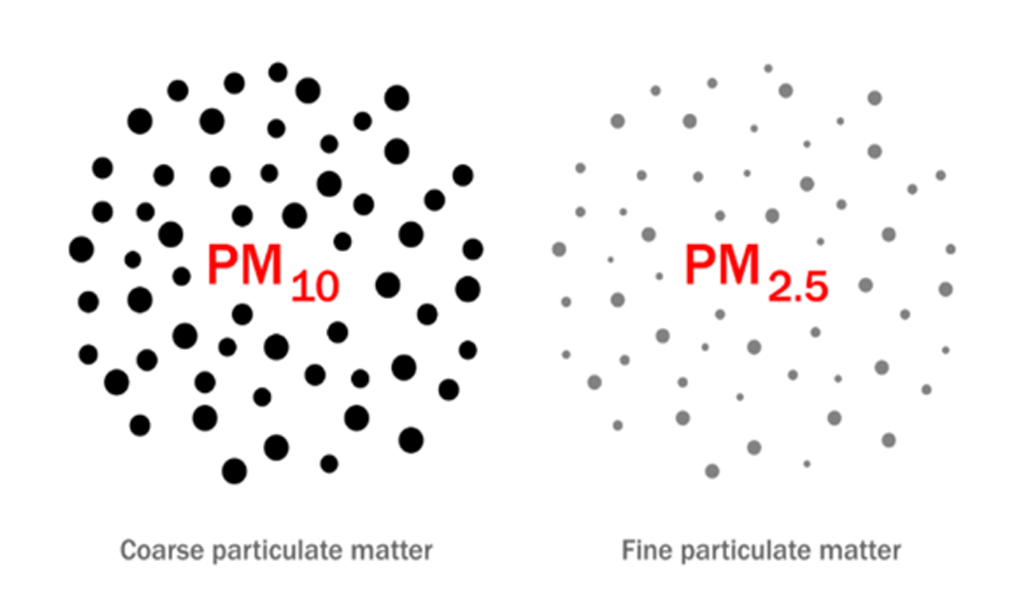 PM10
PM2.5
Coarse particulate matter
Fine particulate matter